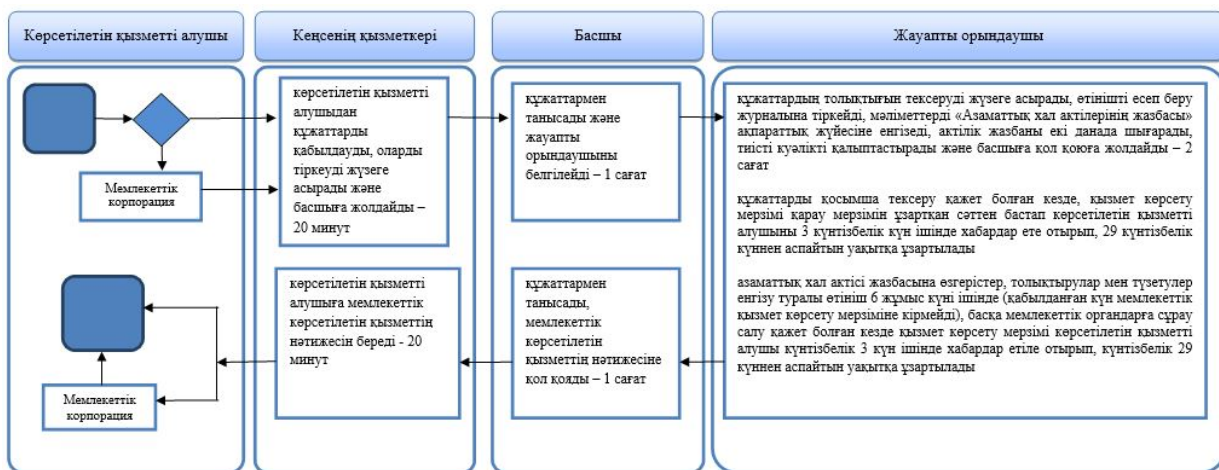 Көрсетілетін қызметті алушы
Кеңсенің қызметкері
Басшы
Жауапты орындаушы
Мемлекеттік
корпорация
көрсетілетін қызметті
алушыдан
құжаттарды
қабылдауды, оларды
тіркеуді жүзеге
асырады және
басшыға жолдайды –
20 минут
құжаттармен
танысады және
жауапты
орындаушыны
белгілейді – 1 сағат
құжаттардың толықтығын тексеруді жүзеге асырады, өтінішті есеп беру
журналына тіркейді, мәліметтерді «Азаматтық хал актілерінің жазбасы»
ақпараттық жүйесіне енгізеді, актілік жазбаны екі данада шығарады,
тиісті куәлікті қалыптастырады және басшыға қол қоюға жолдайды – 2
сағат
құжаттарды қосымша тексеру қажет болған кезде, қызмет көрсету
мерзімі қарау мерзімін ұзартқан сәттен бастап көрсетілетін қызметті
алушыны 3 күнтізбелік күн ішінде хабардар ете отырып, 29 күнтізбелік
күннен аспайтын уақытқа ұзартылады
азаматтық хал актісі жазбасына өзгерістер, толықтырулар мен түзетулер
енгізу туралы өтініш 6 жұмыс күні ішінде (қабылданған күн мемлекеттік
қызмет көрсету мерзіміне кірмейді), басқа мемлекеттік органдарға сұрау
салу қажет болған кезде қызмет көрсету мерзімі көрсетілетін қызметті
алушы күнтізбелік 3 күн ішінде хабардар етіле отырып, күнтізбелік 29
күннен аспайтын уақытқа ұзартылады
құжаттармен
танысады,
мемлекеттік
көрсетілетін
қызметтің нәтижесіне
қол қояды – 1 сағат
көрсетілетін қызметті
алушыға мемлекеттік
көрсетілетін қызметтің
нәтижесін береді - 20
минут
Мемлекеттік
корпорация